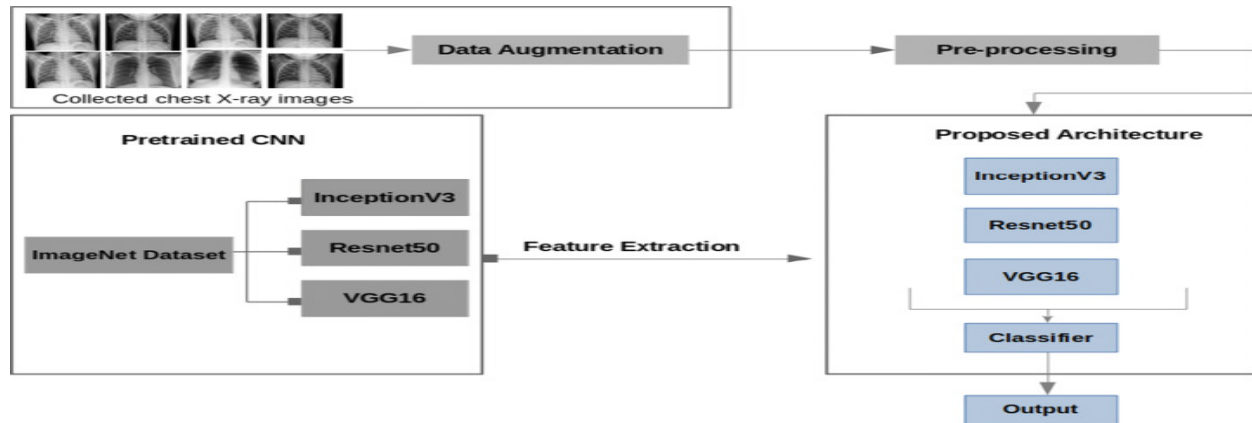 Data Augmentation
Pre-processing
Collected chest X-ray images
Pretrained CNN
ImageNet Dataset
InceptionV3
Resnet50
VGG16
Feature Extraction
Proposed Architecture
InceptionV3
Resnet50
VGG16
Classifier
Output